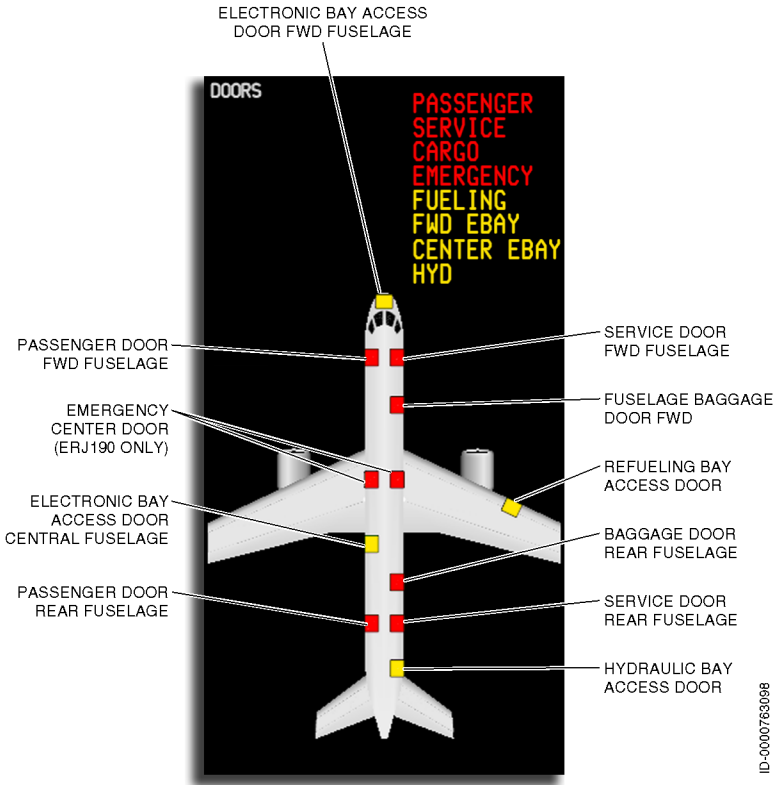 ELECTRONIC BAY ACCESS
DOOR FWD FUSELAGE
DOORS
PASSENGER
SERVICE
CARGO
EMERGENCY
FUELING
FWD EBAY
CENTER EBAY
HYD
PASSENGER DOOR
FWD FUSELAGE
EMERGENCY
CENTER DOOR
(ERJ190 ONLY)
ELECTRONIC BAY
ACCESS DOOR
CENTRAL FUSELAGE
PASSENGER DOOR
REAR FUSELAGE
SERVICE DOOR
FWD FUSELAGE
FUSELAGE BAGGAGE
DOOR FWD
REFUELING BAY
ACCESS DOOR
BAGGAGE DOOR
REAR FUSELAGE
SERVICE DOOR
REAR FUSELAGE
HYDRAULIC BAY
ACCESS DOOR
ID-0000763098